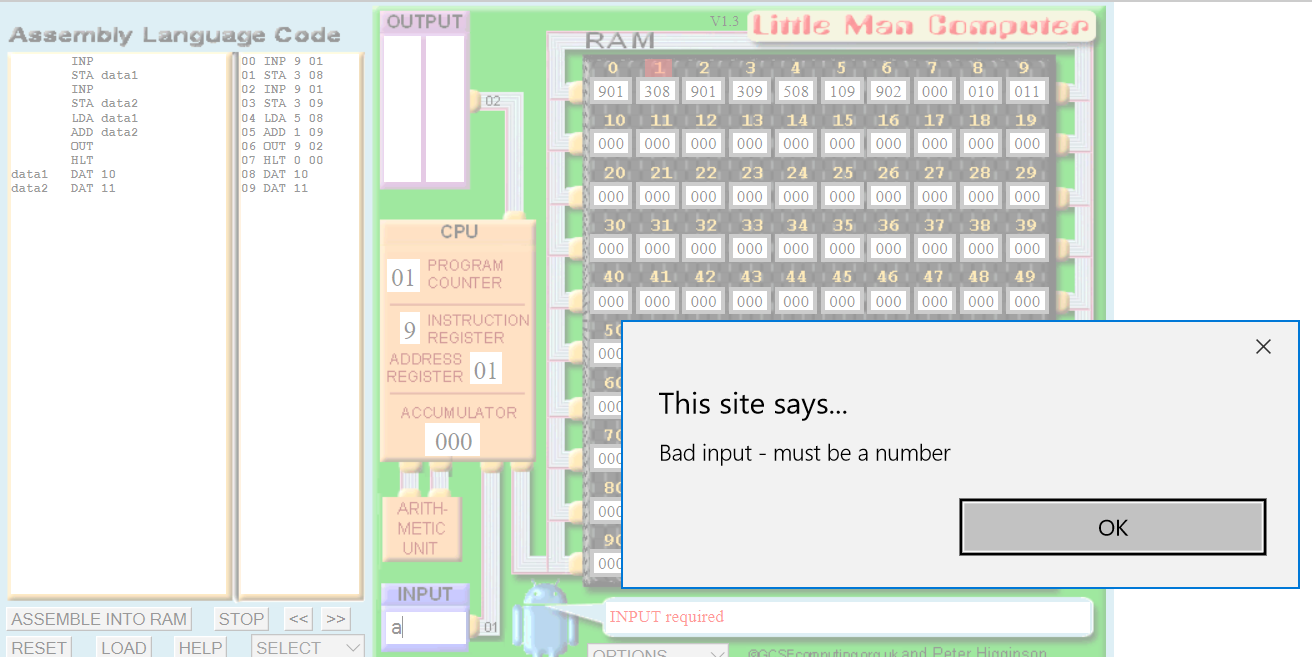 Assembly Language Code
INP
STA data1
INP
STA data2
LDA data1
ADD data2
OUT
HLT
data1 DAT 10
data2 DAT 11
00 INP 9 01
01 STA 3 08
02 INP 9 01
03 STA 3 09
04 LDA 5 08
05 ADD 1 09
06 OUT 9 02
07 HLT 0 00
08 DAT 10
09 DAT 11
ASSEMBLE INTO RAM STOP << >>
RESET LOAD HELP SELECT
OUTPUT
02
CPU
01 PROGRAM
COUNTER
9 INSTRUCTION
REGISTER
ADDRESS
REGISTER 01
ACCUMULATOR
000
ARITH-
METIC
UNIT
INPUT
a
01
V1.3 Little Man Computer
RAM
0 1 2 3 4 5 6 7 8 9
901 308 901 309 508 109 902 000 010 011
10 11 12 13 14 15 16 17 18 19
000 000 000 000 000 000 000 000 000 000
20 21 22 23 24 25 26 27 28 29
000 000 000 000 000 000 000 000 000 000
30 31 32 33 34 35 36 37 38 39
000 000 000 000 000 000 000 000 000 000
40 41 42 43 44 45 46 47 48 49
000 000 000 000 000 000 000 000 000 000
50
000
60
000
70
000
80
000
90
000
This site says...
Bad input - must be a number
OK
INPUT required
OPTIONS
©GCSEcomputing.org.uk and Peter Higginson